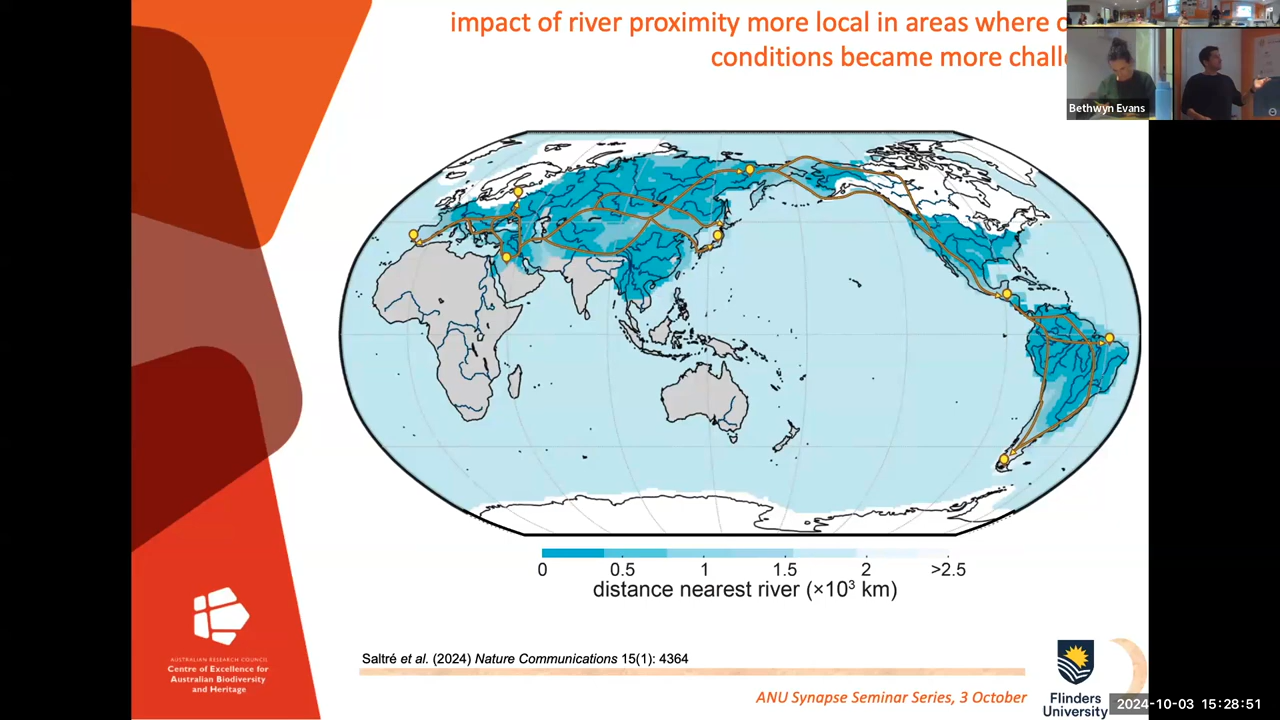 impact of river proximity more local in areas where
conditions became more
Bethwyn Evans
0
0.5
1
1.5
2
>2.5
distance nearest river (×10³ km)
AUSTRALIAN RESEARCH COUNCIL
Centre of Excellence for
Australian Biodiversity
and Heritage
Saltré et al. (2024) Nature Communications 15(1): 4364
ANU Synapse Seminar Series, 3 October
Flinders
University
2024-10-03 15:28:51